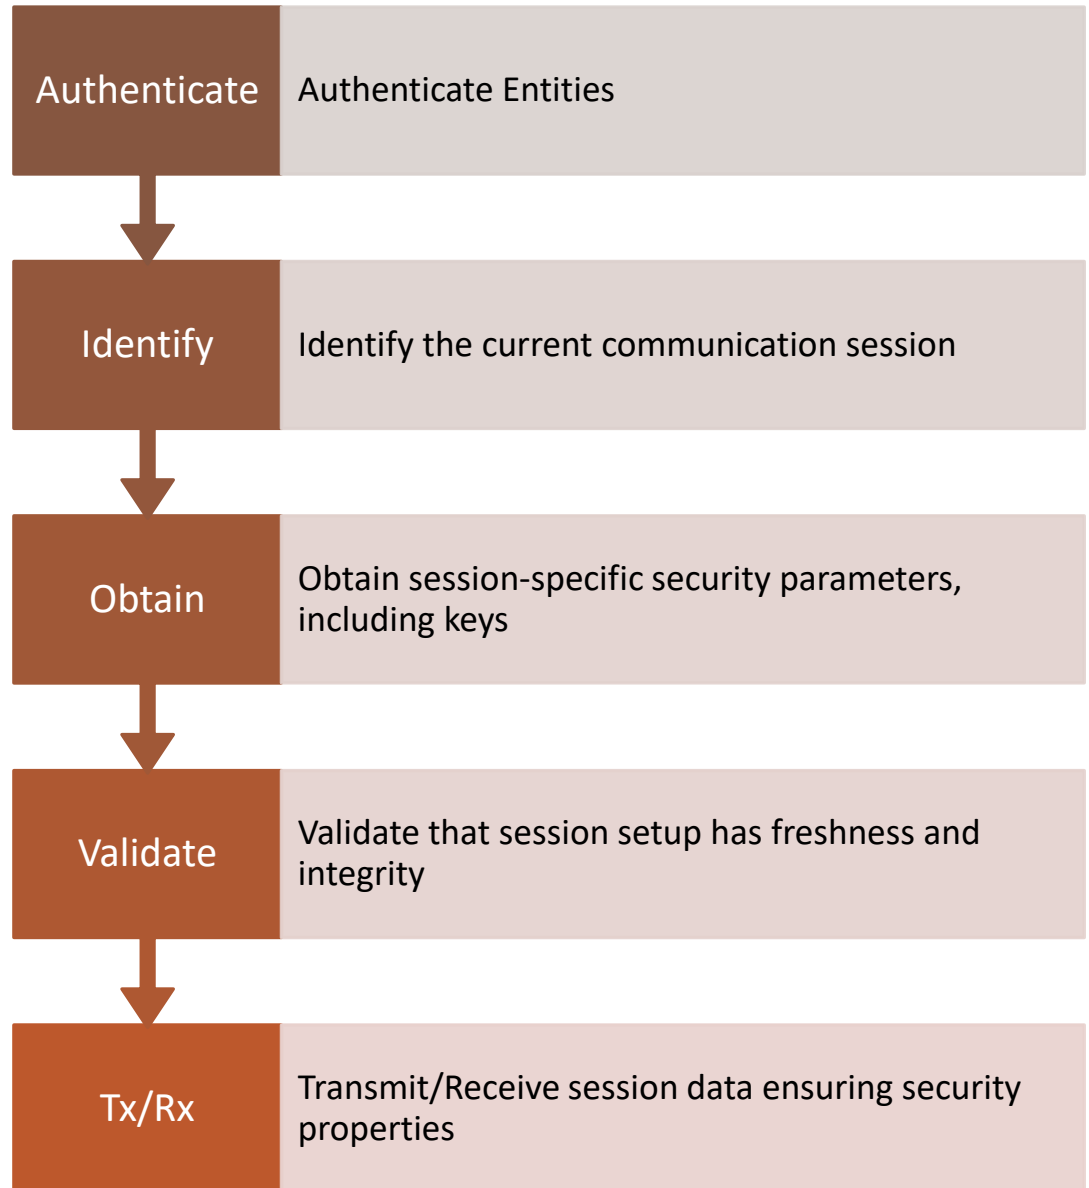 Authenticate
Authenticate Entities
Identify
Identify the current communication session
Obtain
Obtain session-specific security parameters,
including keys
Validate
Validate that session setup has freshness and
integrity
Tx/Rx
Transmit/Receive session data ensuring security
properties